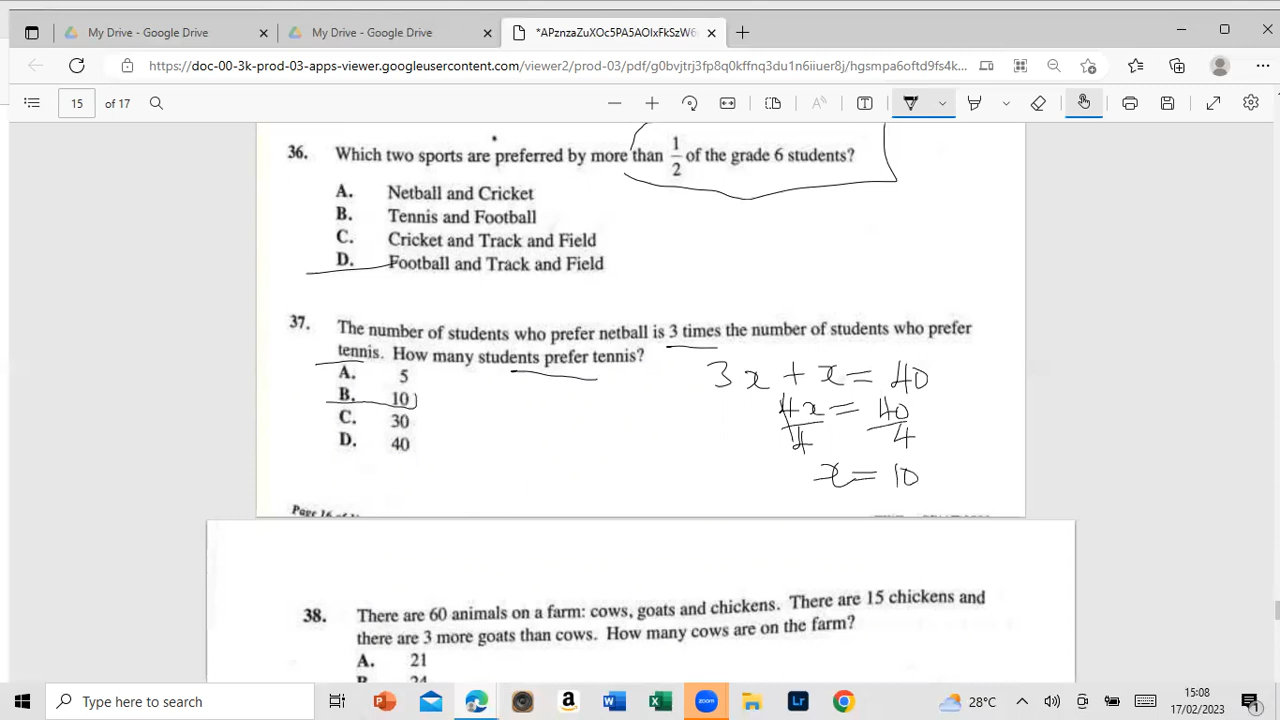 My Drive - Google Drive
My Drive - Google Drive
*APznzaZuXOc5PA5AOIxFkSzW6
https://doc-00-3k-prod-03-apps-viewer.googleusercontent.com/viewer2/prod-03/pdf/g0bvjtrj3fp8q0kffnq3du1n6iiuer8j/hgsmpa6oftd9fs4k...
15 of 17
36. Which two sports are preferred by more than 1/2 of the grade 6 students?
A. Netball and Cricket
B. Tennis and Football
C. Cricket and Track and Field
D. Football and Track and Field
37. The number of students who prefer netball is 3 times the number of students who prefer
tennis. How many students prefer tennis?
A. 5
B. 10
C. 30
D. 40
3x + x = 40
4x = 40
4 4
x = 10
Page 16 of
38. There are 60 animals on a farm: cows, goats and chickens. There are 15 chickens and
there are 3 more goats than cows. How many cows are on the farm?
A. 21
B. 24
Type here to search
28°C
15:08
17/02/2023